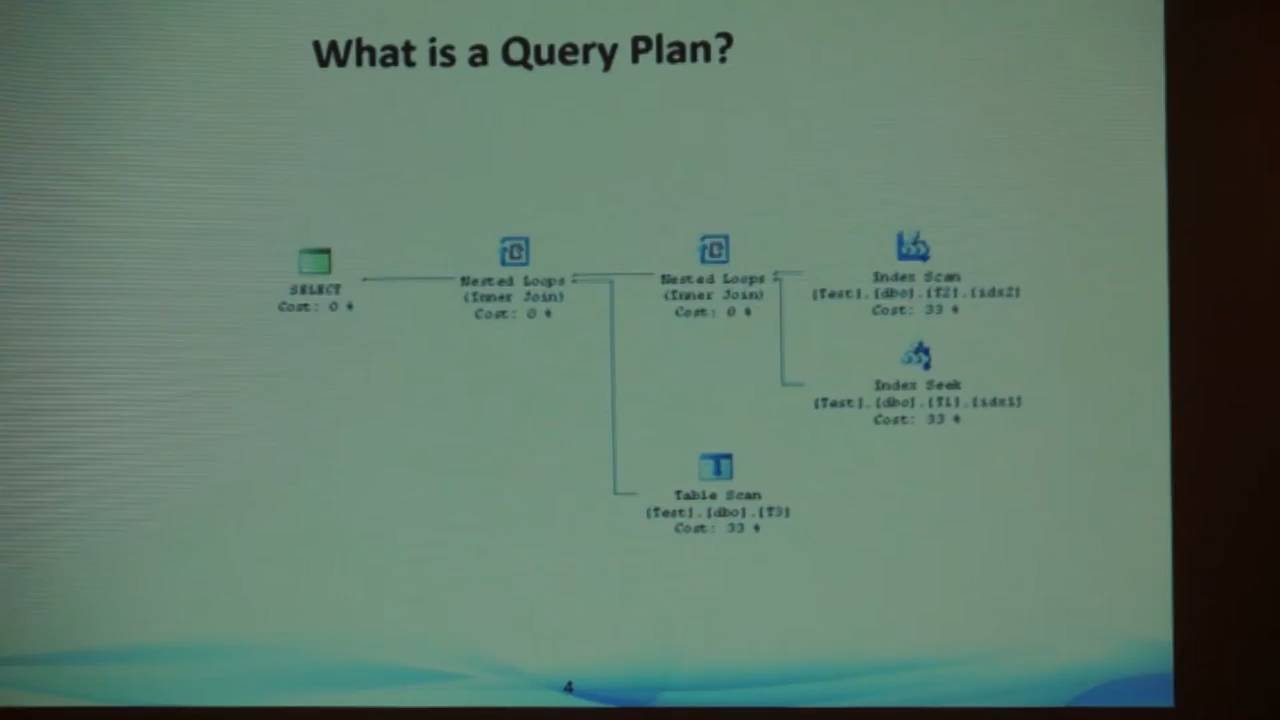 What is a Query Plan?
SELECT
Cost: 0 %
Nested Loops
(Inner Join)
Cost: 0 %
Nested Loops
(Inner Join)
Cost: 0 %
Index Scan
[Test].[dbo].[T2].[idx2]
Cost: 33 %
Index Seek
[Test].[dbo].[T1].[idx1]
Cost: 33 %
Table Scan
[Test].[dbo].[T3]
Cost: 33 %
4